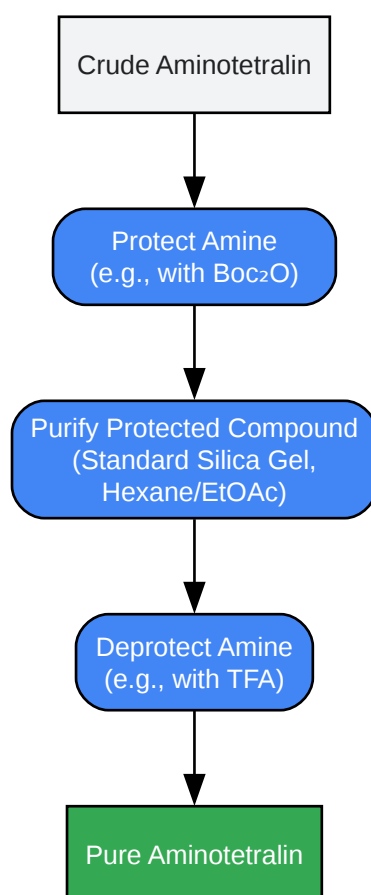 Crude Aminotetralin
Protect Amine
(e.g., with Boc₂O)
Purify Protected Compound
(Standard Silica Gel,
Hexane/EtOAc)
Deprotect Amine
(e.g., with TFA)
Pure Aminotetralin